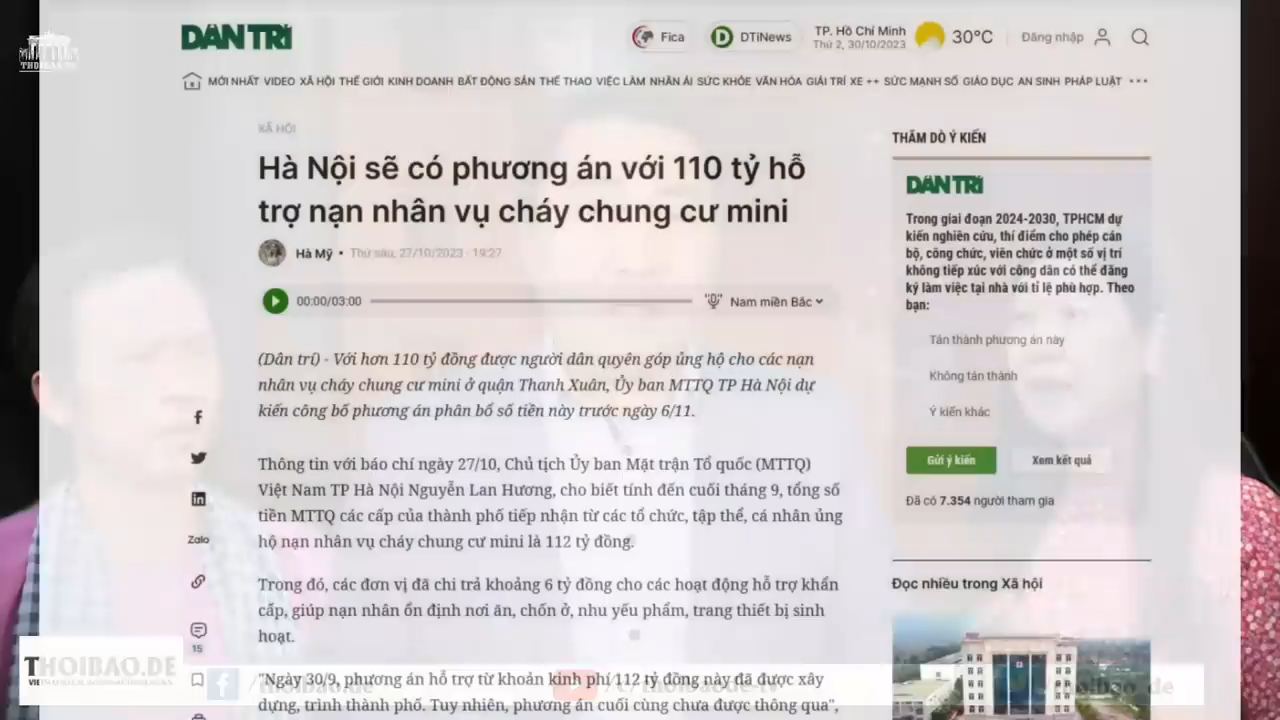 THOIBAO.DE
DÂN TRÍ
Fica
DTiNews
TP. Hồ Chí Minh
Thứ 2, 30/10/2023
30°C
Đăng nhập
MỚI NHẤT VIDEO XÃ HỘI THẾ GIỚI KINH DOANH BẤT ĐỘNG SẢN THỂ THAO VIỆC LÀM NHÂN ÁI SỨC KHỎE VĂN HÓA GIẢI TRÍ XE ++ SỨC MẠNH SỐ GIÁO DỤC AN SINH PHÁP LUẬT •••
XÃ HỘI
Hà Nội sẽ có phương án với 110 tỷ hỗ
trợ nạn nhân vụ cháy chung cư mini
Hà Mỹ • Thứ sáu, 27/10/2023 - 19:27
00:00/03:00
Nam miền Bắc
(Dân trí) - Với hơn 110 tỷ đồng được người dân quyên góp ủng hộ cho các nạn
nhân vụ cháy chung cư mini ở quận Thanh Xuân, Ủy ban MTTQ TP Hà Nội dự
kiến công bố phương án phân bổ số tiền này trước ngày 6/11.
Thông tin với báo chí ngày 27/10, Chủ tịch Ủy ban Mặt trận Tổ quốc (MTTQ)
Việt Nam TP Hà Nội Nguyễn Lan Hương, cho biết tính đến cuối tháng 9, tổng số
tiền MTTQ các cấp của thành phố tiếp nhận từ các tổ chức, tập thể, cá nhân ủng
hộ nạn nhân vụ cháy chung cư mini là 112 tỷ đồng.
Trong đó, các đơn vị đã chi trả khoảng 6 tỷ đồng cho các hoạt động hỗ trợ khẩn
cấp, giúp nạn nhân ổn định nơi ăn, chốn ở, nhu yếu phẩm, trang thiết bị sinh
hoạt.
"Ngày 30/9, phương án hỗ trợ từ khoản kinh phí 112 tỷ đồng này đã được xây
dựng, trình thành phố. Tuy nhiên, phương án cuối cùng chưa được thông qua",
Zalo
15
THĂM DÒ Ý KIẾN
DÂN TRÍ
Trong giai đoạn 2024-2030, TPHCM dự
kiến nghiên cứu, thí điểm cho phép cán
bộ, công chức, viên chức ở một số vị trí
không tiếp xúc với công dân có thể đăng
ký làm việc tại nhà với tỉ lệ phù hợp. Theo
bạn:
Tán thành phương án này
Không tán thành
Ý kiến khác
Gửi ý kiến
Xem kết quả
Đã có 7.354 người tham gia
Đọc nhiều trong Xã hội
THOIBAO.DE
/thoibao.de
/c/thoibaode-tv
thoibao_de